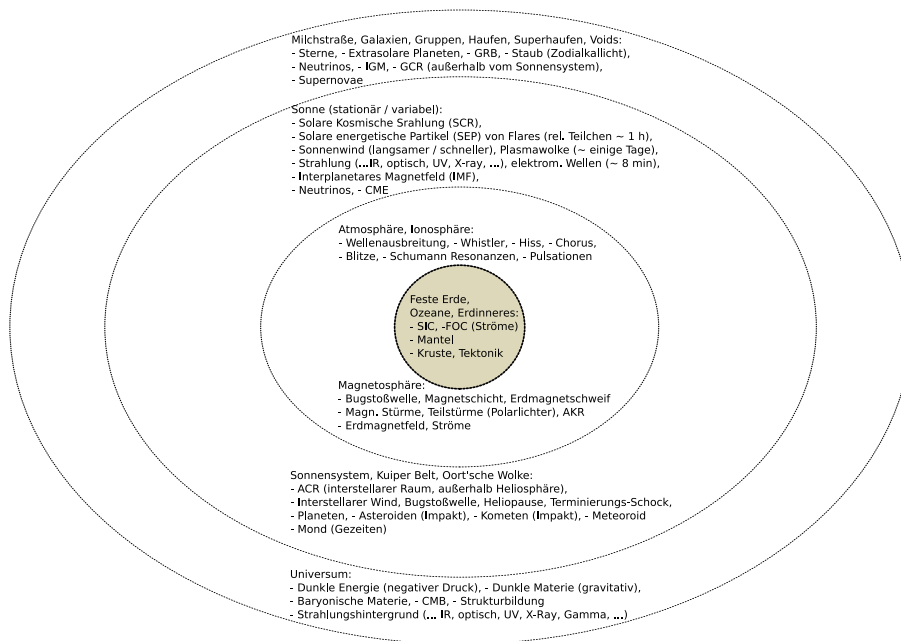 Milchstraße, Galaxien, Gruppen, Haufen, Superhaufen, Voids:
- Sterne, - Extrasolare Planeten, - GRB, - Staub (Zodialkallicht),
- Neutrinos, - IGM, - GCR (außerhalb vom Sonnensystem),
- Supernovae
Sonne (stationär / variabel):
- Solare Kosmische Srahlung (SCR),
- Solare energetische Partikel (SEP) von Flares (rel. Teilchen ~ 1 h),
- Sonnenwind (langsamer / schneller), Plasmawolke (~ einige Tage),
- Strahlung (...IR, optisch, UV, X-ray, ...), elektrom. Wellen (~ 8 min),
- Interplanetares Magnetfeld (IMF),
- Neutrinos, - CME
Atmosphäre, Ionosphäre:
- Wellenausbreitung, - Whistler, - Hiss, - Chorus,
- Blitze, - Schumann Resonanzen, - Pulsationen
Feste Erde,
Ozeane, Erdinneres:
- SIC, -FOC (Ströme)
- Mantel
- Kruste, Tektonik
Magnetosphäre:
- Bugstoßwelle, Magnetschicht, Erdmagnetschweif
- Magn. Stürme, Teilstürme (Polarlichter), AKR
- Erdmagnetfeld, Ströme
Sonnensystem, Kuiper Belt, Oort'sche Wolke:
- ACR (interstellarer Raum, außerhalb Heliosphäre),
- Interstellarer Wind, Bugstoßwelle, Heliopause, Terminierungs-Schock,
- Planeten, - Asteroiden (Impakt), - Kometen (Impakt), - Meteoroid
- Mond (Gezeiten)
Universum:
- Dunkle Energie (negativer Druck), - Dunkle Materie (gravitativ),
- Baryonische Materie, - CMB, - Strukturbildung
- Strahlungshintergrund (... IR, optisch, UV, X-Ray, Gamma, ...)